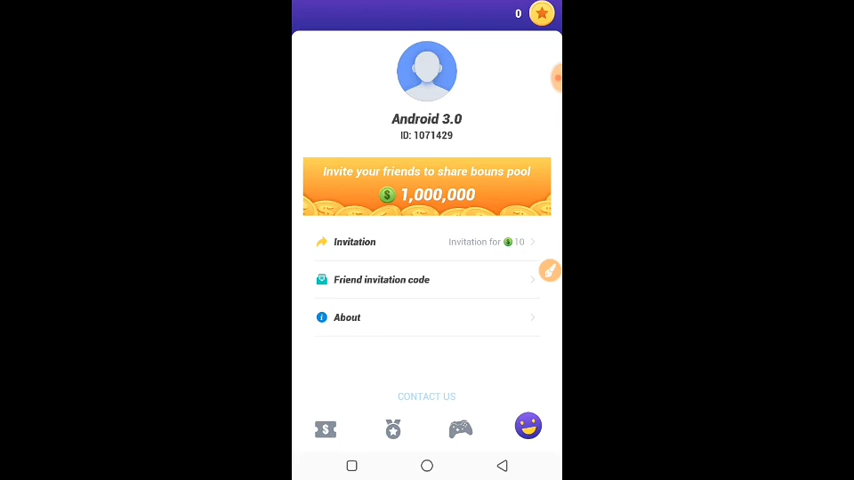 0
Android 3.0
ID: 1071429
Invite your friends to share bouns pool
$ 1,000,000
Invitation Invitation for $ 10
Friend invitation code
About
CONTACT US